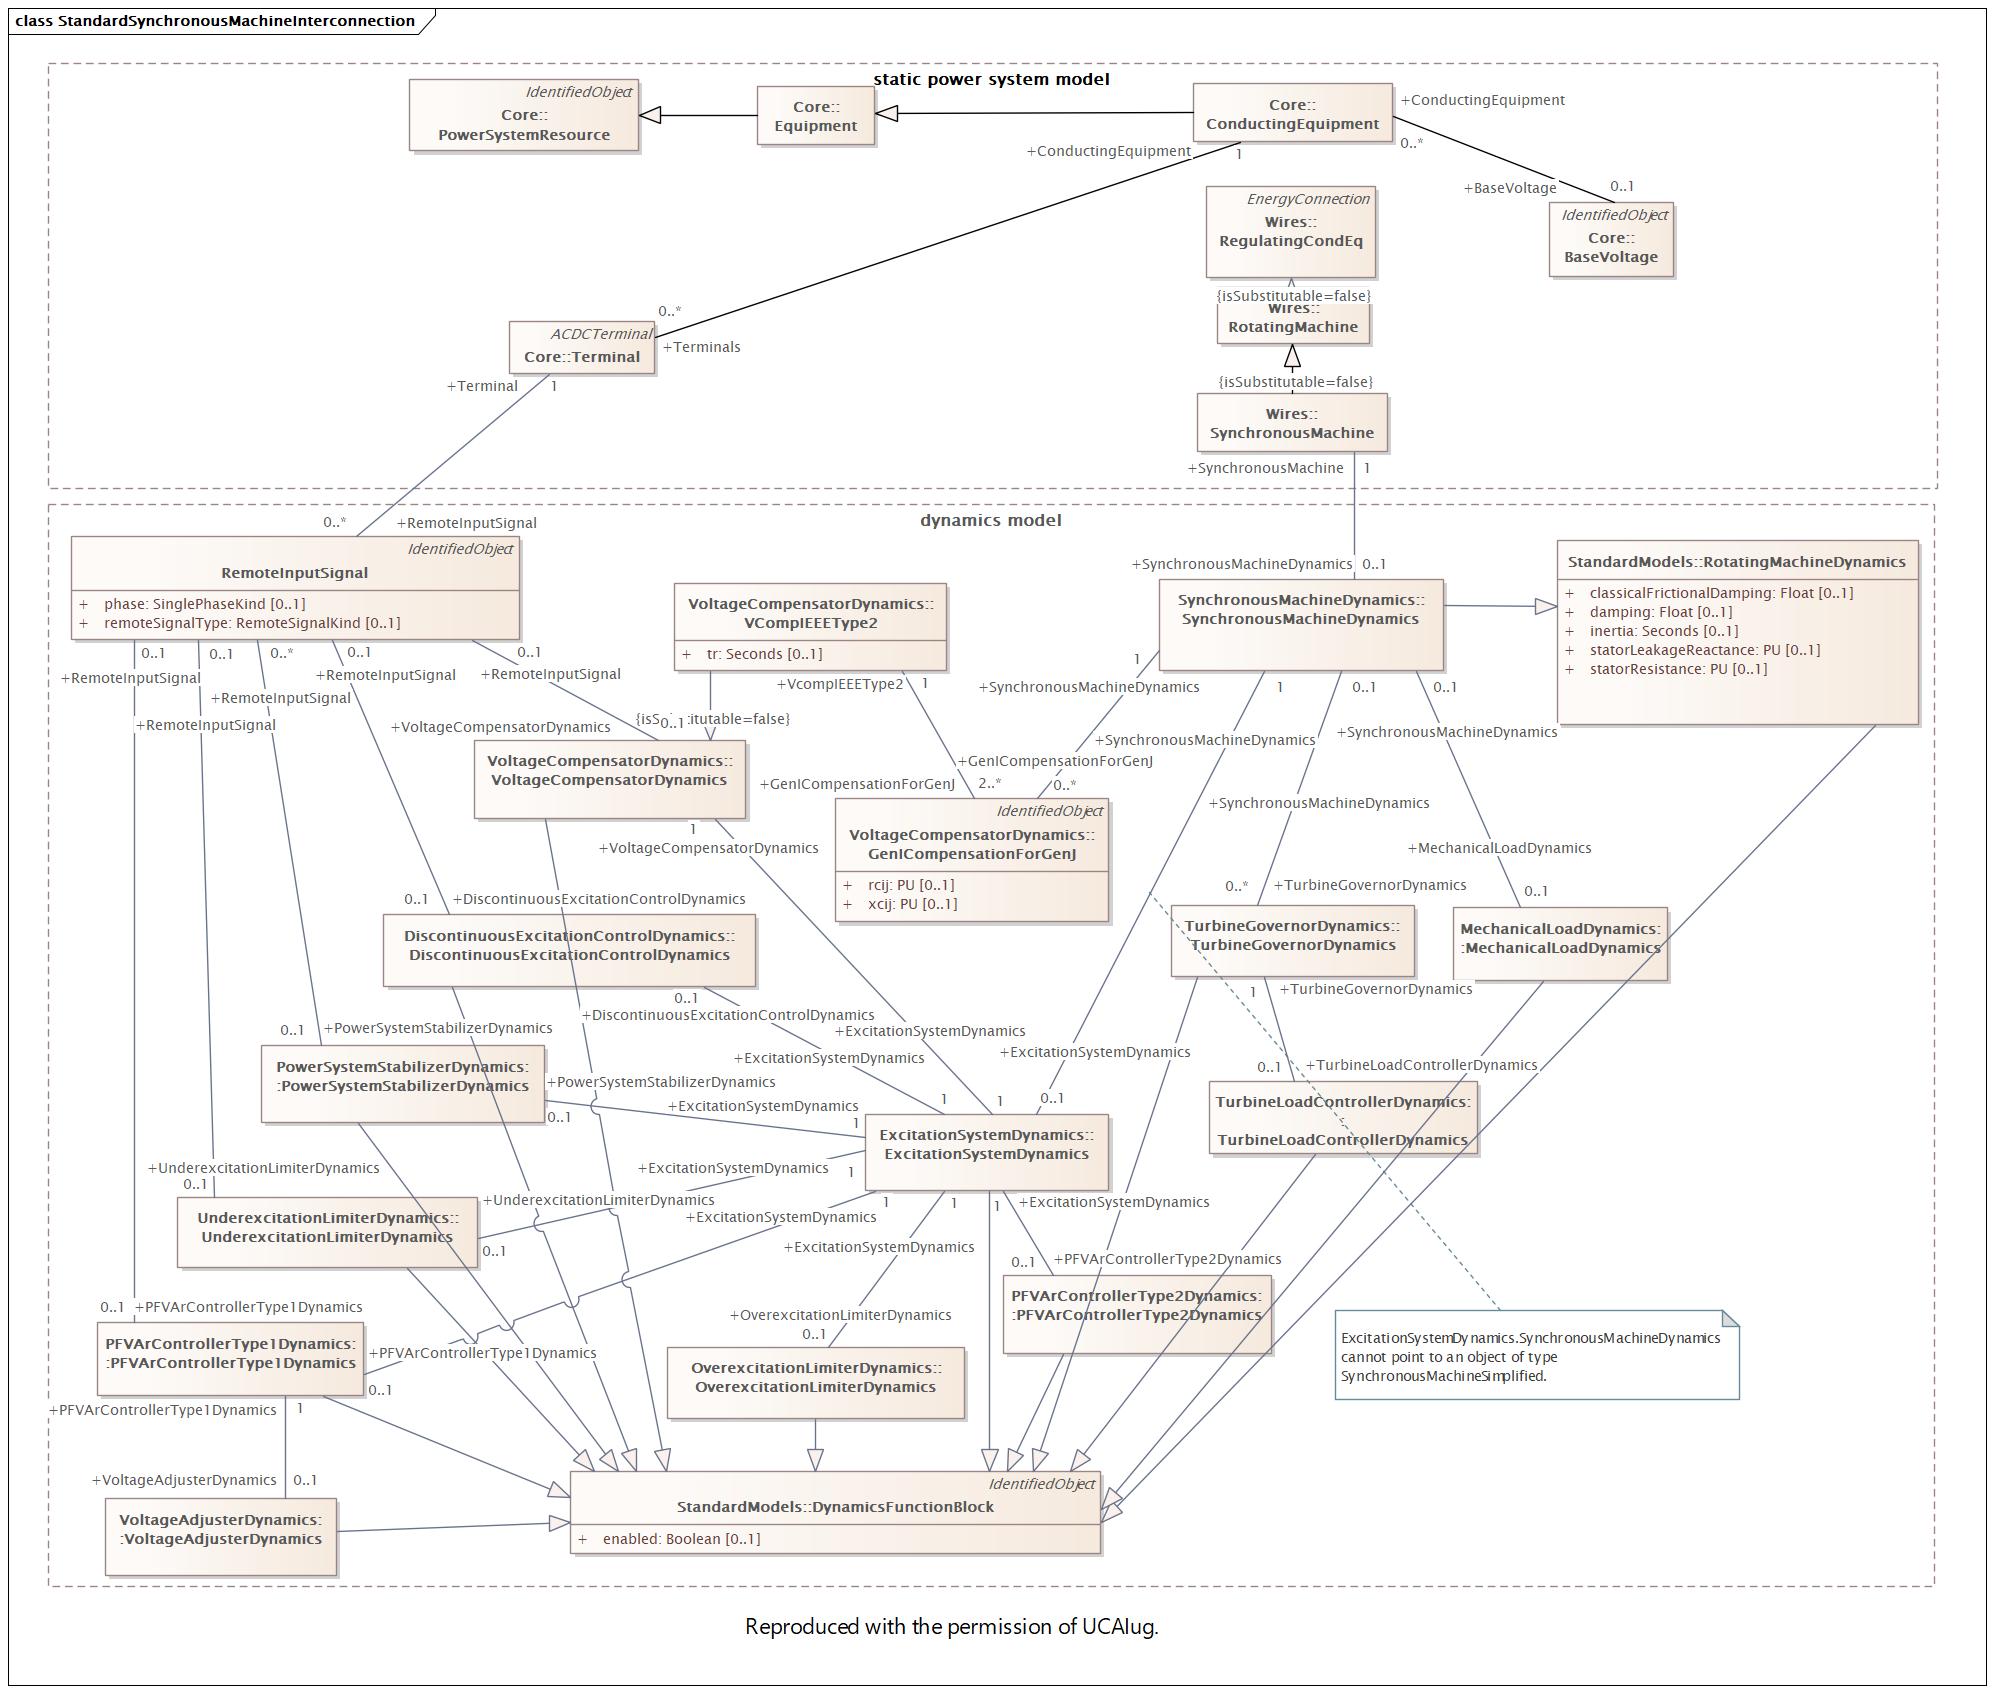 class StandardSynchronousMachineInterconnection
static power system model
IdentifiedObject
Core::
PowerSystemResource
Core::
Equipment
Core::
ConductingEquipment
+ConductingEquipment
0..*
+ConductingEquipment
1
+BaseVoltage
0..1
IdentifiedObject
Core::
BaseVoltage
EnergyConnection
Wires::
RegulatingCondEq
{isSubstitutable=false}
Wires::
RotatingMachine
{isSubstitutable=false}
Wires::
SynchronousMachine
+SynchronousMachine
1
0..*
+Terminals
ACDCTerminal
Core::Terminal
+Terminal
1
dynamics model
0..*
+RemoteInputSignal
IdentifiedObject
RemoteInputSignal
+ phase: SinglePhaseKind [0..1]
+ remoteSignalType: RemoteSignalKind [0..1]
0..1
0..1
0..*
0..1
0..1
+RemoteInputSignal
+RemoteInputSignal
+RemoteInputSignal
+RemoteInputSignal
+RemoteInputSignal
VoltageCompensatorDynamics::
VCompIEEEType2
+ tr: Seconds [0..1]
+VcompIEEEType2
1
+SynchronousMachineDynamics
0..1
SynchronousMachineDynamics::
SynchronousMachineDynamics
StandardModels::RotatingMachineDynamics
+ classicalFrictionalDamping: Float [0..1]
+ damping: Float [0..1]
+ inertia: Seconds [0..1]
+ statorLeakageReactance: PU [0..1]
+ statorResistance: PU [0..1]
1
+SynchronousMachineDynamics
1
0..1
0..1
+SynchronousMachineDynamics
+SynchronousMachineDynamics
+SynchronousMachineDynamics
+VoltageCompensatorDynamics
0..1
VoltageCompensatorDynamics::
VoltageCompensatorDynamics
1
+VoltageCompensatorDynamics
+GenICompensationForGenJ
0..*
+GenICompensationForGenJ
2..*
IdentifiedObject
VoltageCompensatorDynamics::
GenICompensationForGenJ
+ rcij: PU [0..1]
+ xcij: PU [0..1]
+MechanicalLoadDynamics
0..1
0..*
+TurbineGovernorDynamics
TurbineGovernorDynamics::
TurbineGovernorDynamics
MechanicalLoadDynamics:
:MechanicalLoadDynamics
0..1
+DiscontinuousExcitationControlDynamics
DiscontinuousExcitationControlDynamics::
DiscontinuousExcitationControlDynamics
0..1
+DiscontinuousExcitationControlDynamics
1
+TurbineGovernorDynamics
0..1
+PowerSystemStabilizerDynamics
PowerSystemStabilizerDynamics:
:PowerSystemStabilizerDynamics
+PowerSystemStabilizerDynamics
0..1
+ExcitationSystemDynamics
+ExcitationSystemDynamics
+ExcitationSystemDynamics
+ExcitationSystemDynamics
1
1
1
0..1
0..1
+TurbineLoadControllerDynamics
TurbineLoadControllerDynamics:
:
TurbineLoadControllerDynamics
ExcitationSystemDynamics::
ExcitationSystemDynamics
+UnderexcitationLimiterDynamics
0..1
+ExcitationSystemDynamics
1
UnderexcitationLimiterDynamics::
UnderexcitationLimiterDynamics
+UnderexcitationLimiterDynamics
0..1
1
1
1
+ExcitationSystemDynamics
+ExcitationSystemDynamics
+ExcitationSystemDynamics
0..1
+PFVArControllerType2Dynamics
PFVArControllerType2Dynamics:
:PFVArControllerType2Dynamics
0..1
+PFVArControllerType1Dynamics
PFVArControllerType1Dynamics:
:PFVArControllerType1Dynamics
+PFVArControllerType1Dynamics
0..1
+OverexcitationLimiterDynamics
0..1
OverexcitationLimiterDynamics::
OverexcitationLimiterDynamics
ExcitationSystemDynamics.SynchronousMachineDynamics
cannot point to an object of type
SynchronousMachineSimplified.
+PFVArControllerType1Dynamics
1
+VoltageAdjusterDynamics
0..1
VoltageAdjusterDynamics:
:VoltageAdjusterDynamics
IdentifiedObject
StandardModels::DynamicsFunctionBlock
+ enabled: Boolean [0..1]
Reproduced with the permission of UCAIug.